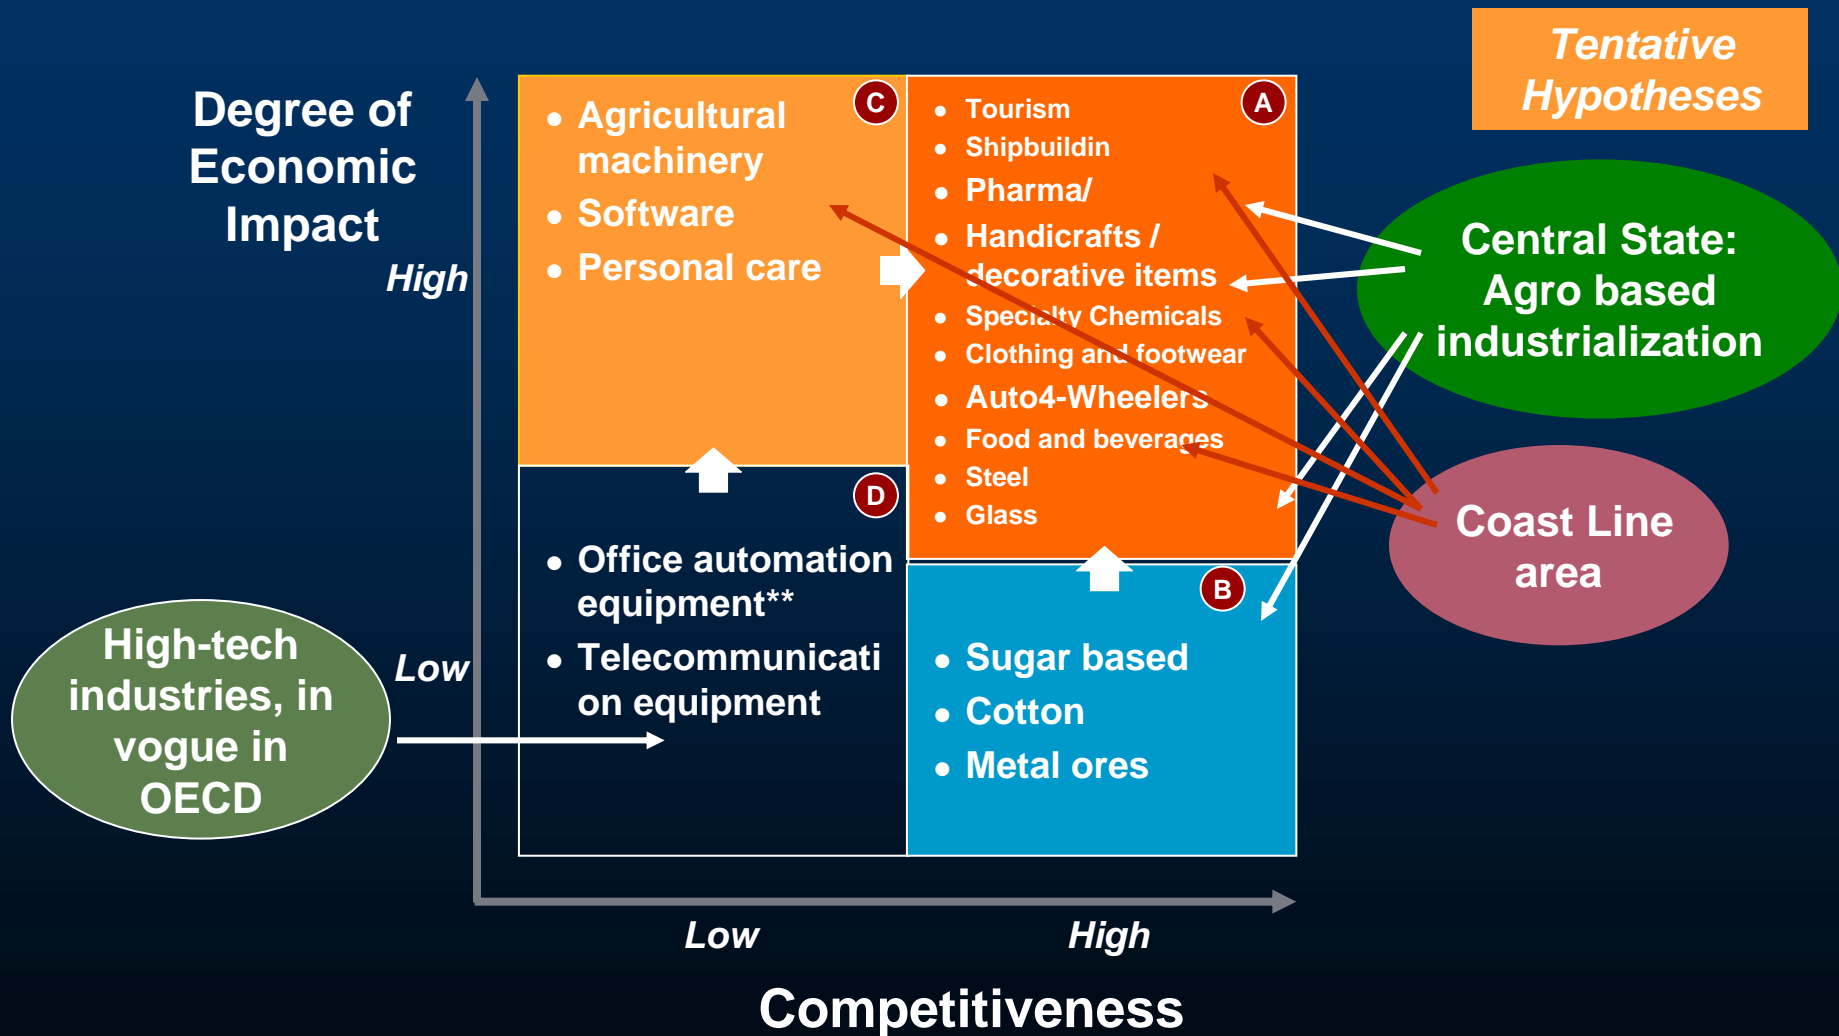 Tentative
Hypotheses
Degree of
Economic
Impact
High
Low
C
• Agricultural
machinery
• Software
• Personal care
A
• Tourism
• Shipbuildin
• Pharma/
• Handicrafts /
decorative items
• Specialty Chemicals
• Clothing and footwear
• Auto4-Wheelers
• Food and beverages
• Steel
• Glass
D
• Office automation
equipment**
• Telecommunicati
on equipment
B
• Sugar based
• Cotton
• Metal ores
Central State:
Agro based
industrialization
Coast Line
area
High-tech
industries, in
vogue in
OECD
Low
High
Competitiveness